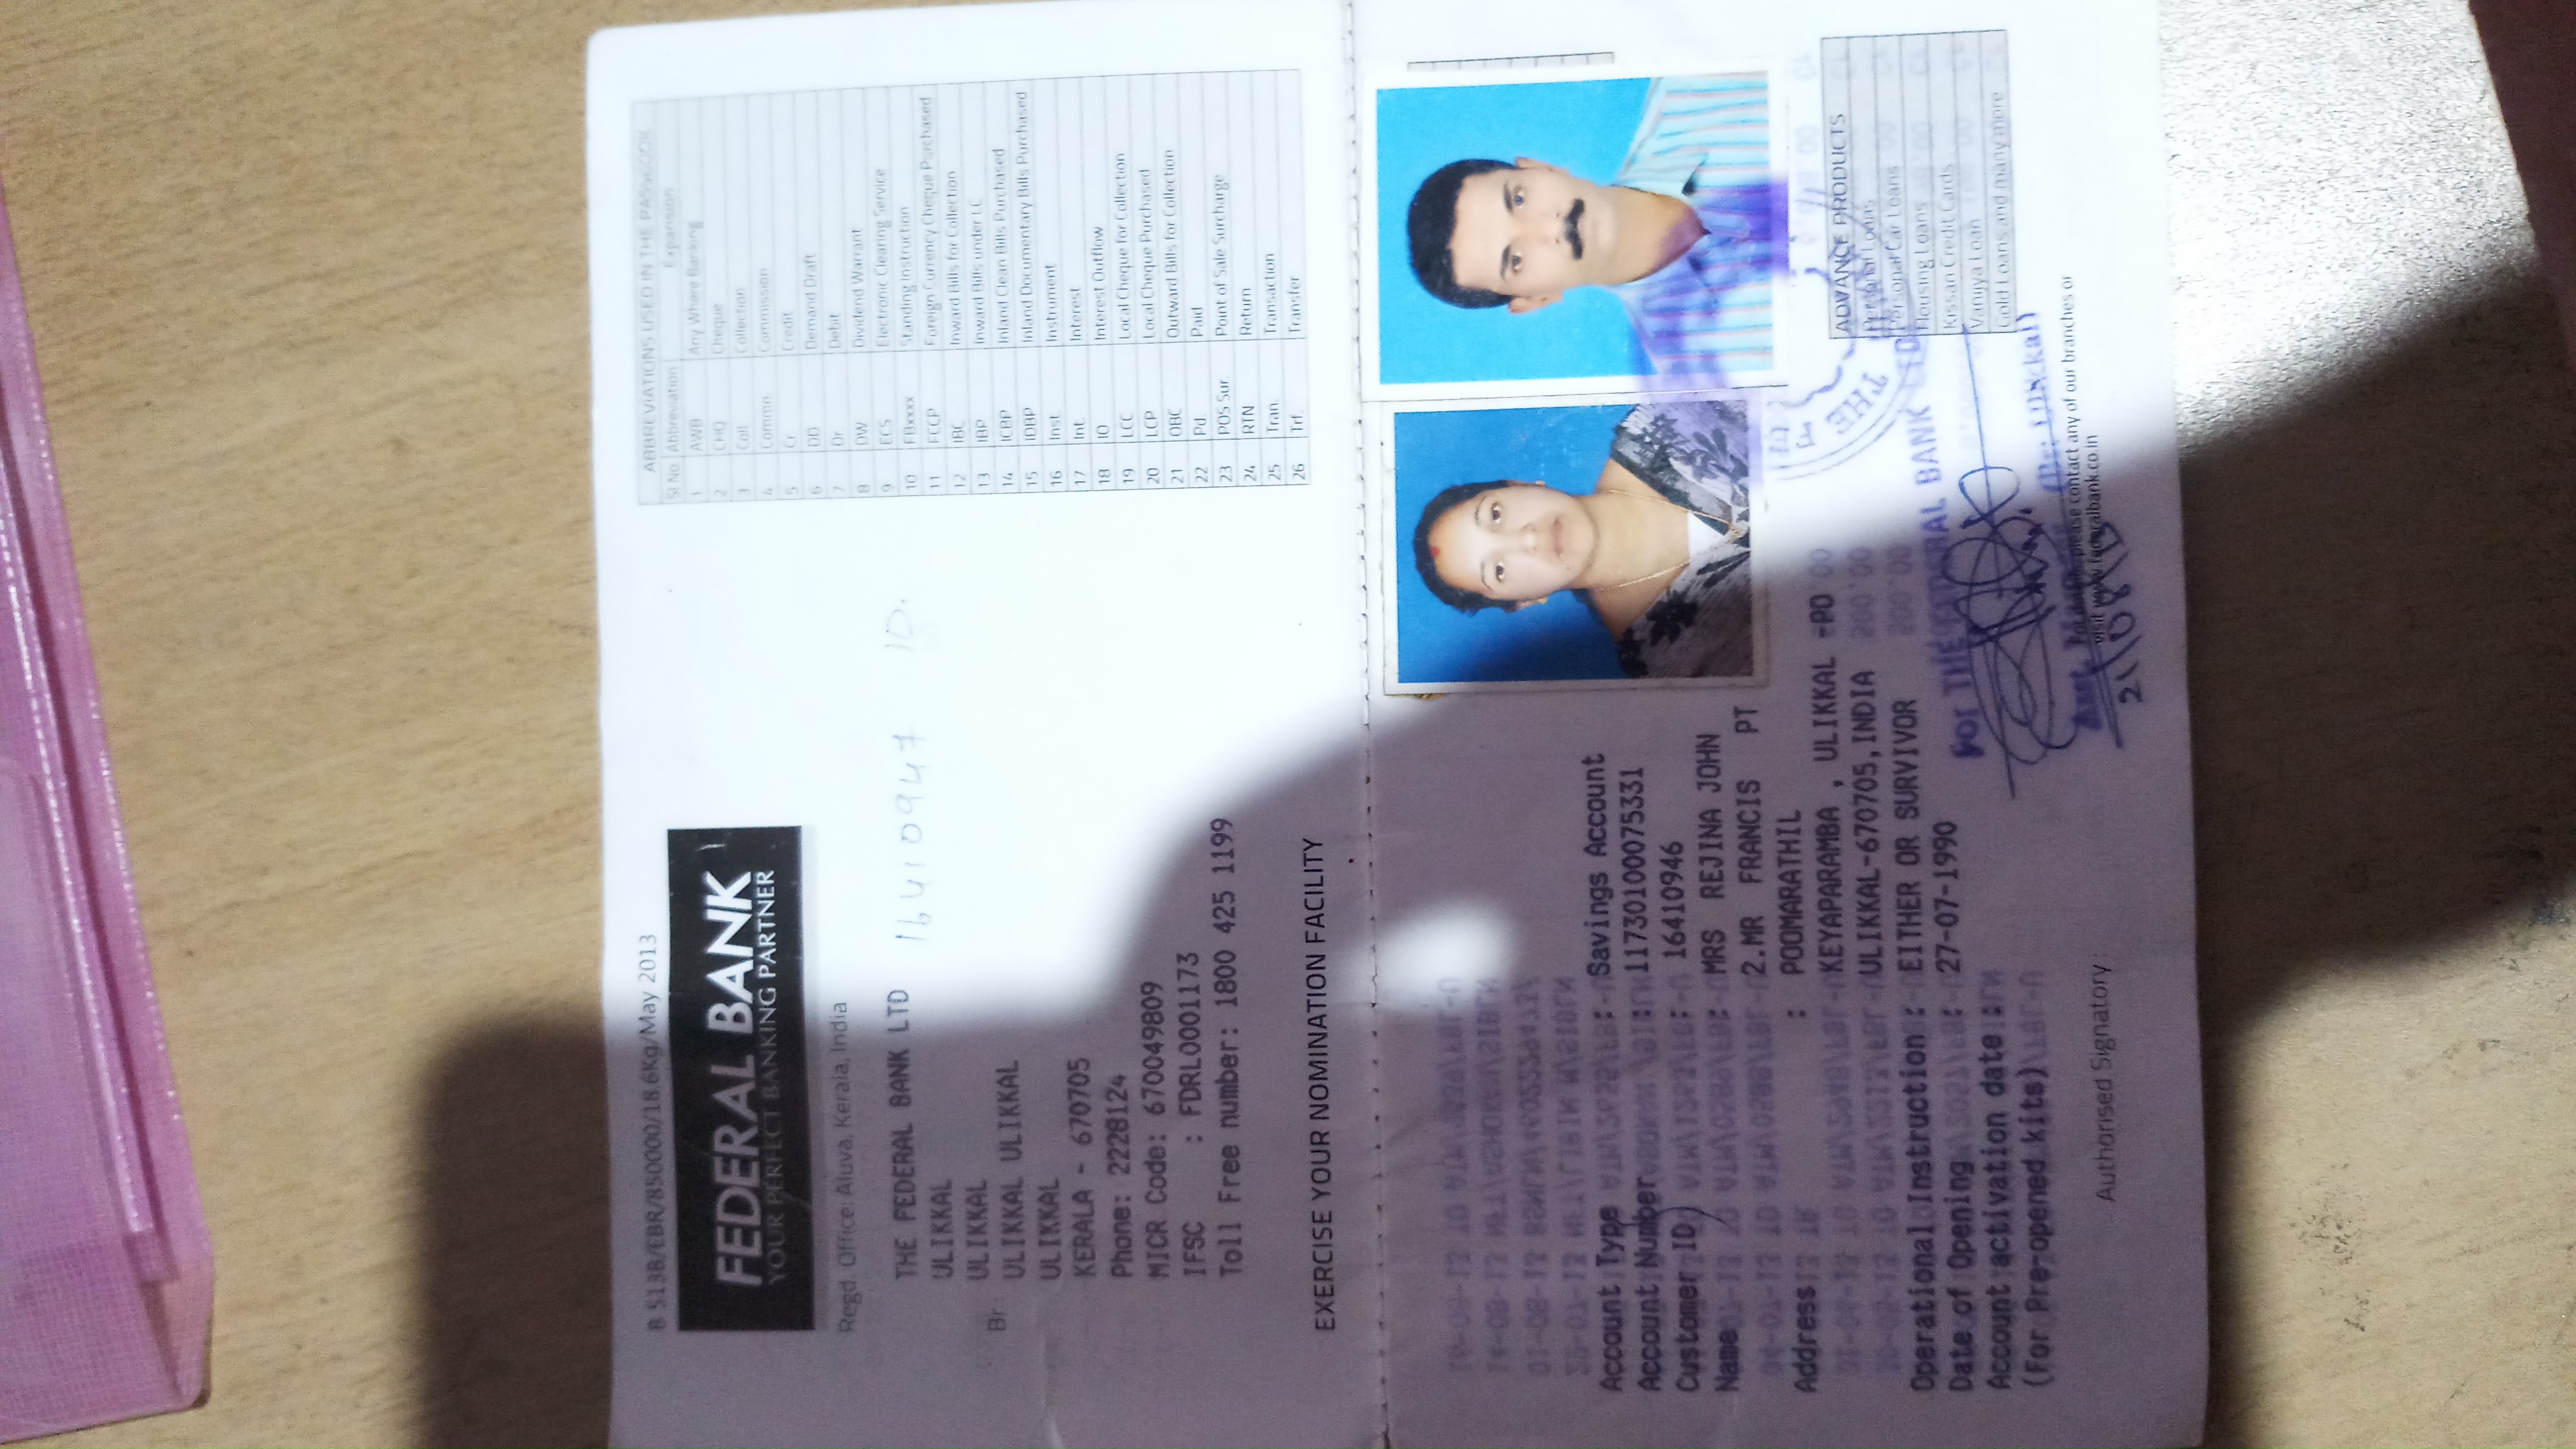 B 513B/EBR/850000/18.6Kg/May 2013
FEDERAL BANK
YOUR PERFECT BANKING PARTNER
Regd. Office: Aluva, Kerala, India
THE FEDERAL BANK LTD 16410947 ID.
ULIKKAL
ULIKKAL
Br :
ULIKKAL ULIKKAL
ULIKKAL
KERALA - 670705
Phone: 2228124
MICR Code: 670049809
IFSC : FDRL0001173
Toll Free number: 1800 425 1199
EXERCISE YOUR NOMINATION FACILITY
ABBREVIATIONS USED IN THE PASSBOOK
Sl No. Abbreviation Expansion
1 AWB Any Where Banking
2 CHQ Cheque
3 Coll. Collection
4 Commn. Commission
5 Cr. Credit
6 DD Demand Draft
7 Dr Debit
8 DW Dividend Warrant
9 ECS Electronic Clearing Service
10 FBxxxx Standing Instruction
11 FCCP Foreign Currency Cheque Purchased
12 IBC Inward Bills for Collection
13 IBP Inward Bills under LC
14 ICBP Inland Clean Bills Purchased
15 IDBP Inland Documentary Bills Purchased
16 Inst. Instrument
17 Int. Interest
18 IO Interest Outflow
19 LCC Local Cheque for Collection
20 LCP Local Cheque Purchased
21 OBC Outward Bills for Collection
22 Pd. Paid
23 POS Sur. Point of Sale Surcharge
24 RTN Return
25 Tran. Transaction
26 Trf. Transfer
Account Type : Savings Account
Account Number : 11730100075331
Customer ID : 16410946
Name : MRS REJINA JOHN
2.MR FRANCIS PT
Address : POOMARATHIL
KEYAPARAMBA , ULIKKAL -PO
ULIKKAL-670705,INDIA
Operational Instruction : EITHER OR SURVIVOR
Date of Opening : 27-07-1990
Account activation date :
(For Pre-opened kits)
Authorised Signatory :
THE FE
For THE FEDERAL BANK LTD
(Br: Ulikkal)
21/08/13
ADVANCE PRODUCTS
Personal Loans
Personal Car Loans
Housing Loans
Kissan Credit Cards
Vanijya Loan
Gold Loans and many more
please contact any of our branches or
visit www.federalbank.co.in